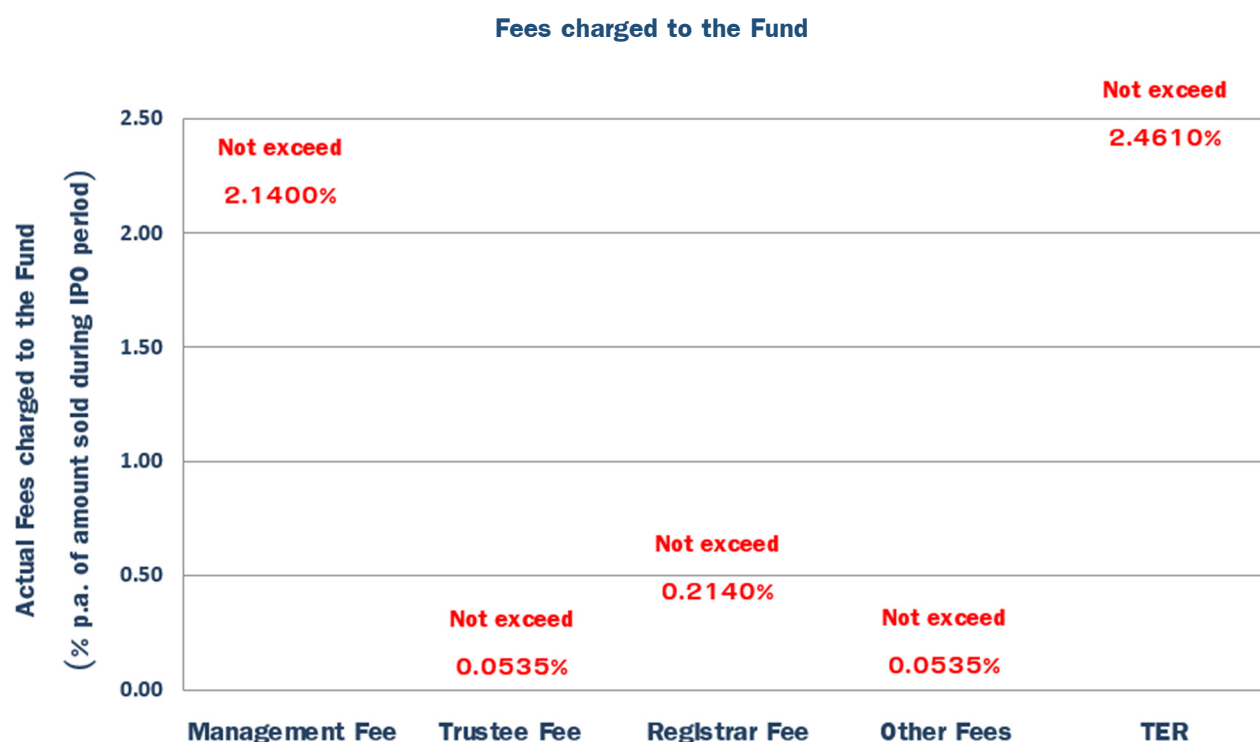 Fees charged to the Fund
Actual Fees charged to the Fund
(% p.a. of amount sold during IPO period)
2.50
2.00
1.50
1.00
0.50
0.00
Not exceed
2.1400%
Not exceed
0.0535%
Not exceed
0.2140%
Not exceed
0.0535%
Not exceed
2.4610%
Management Fee
Trustee Fee
Registrar Fee
Other Fees
TER